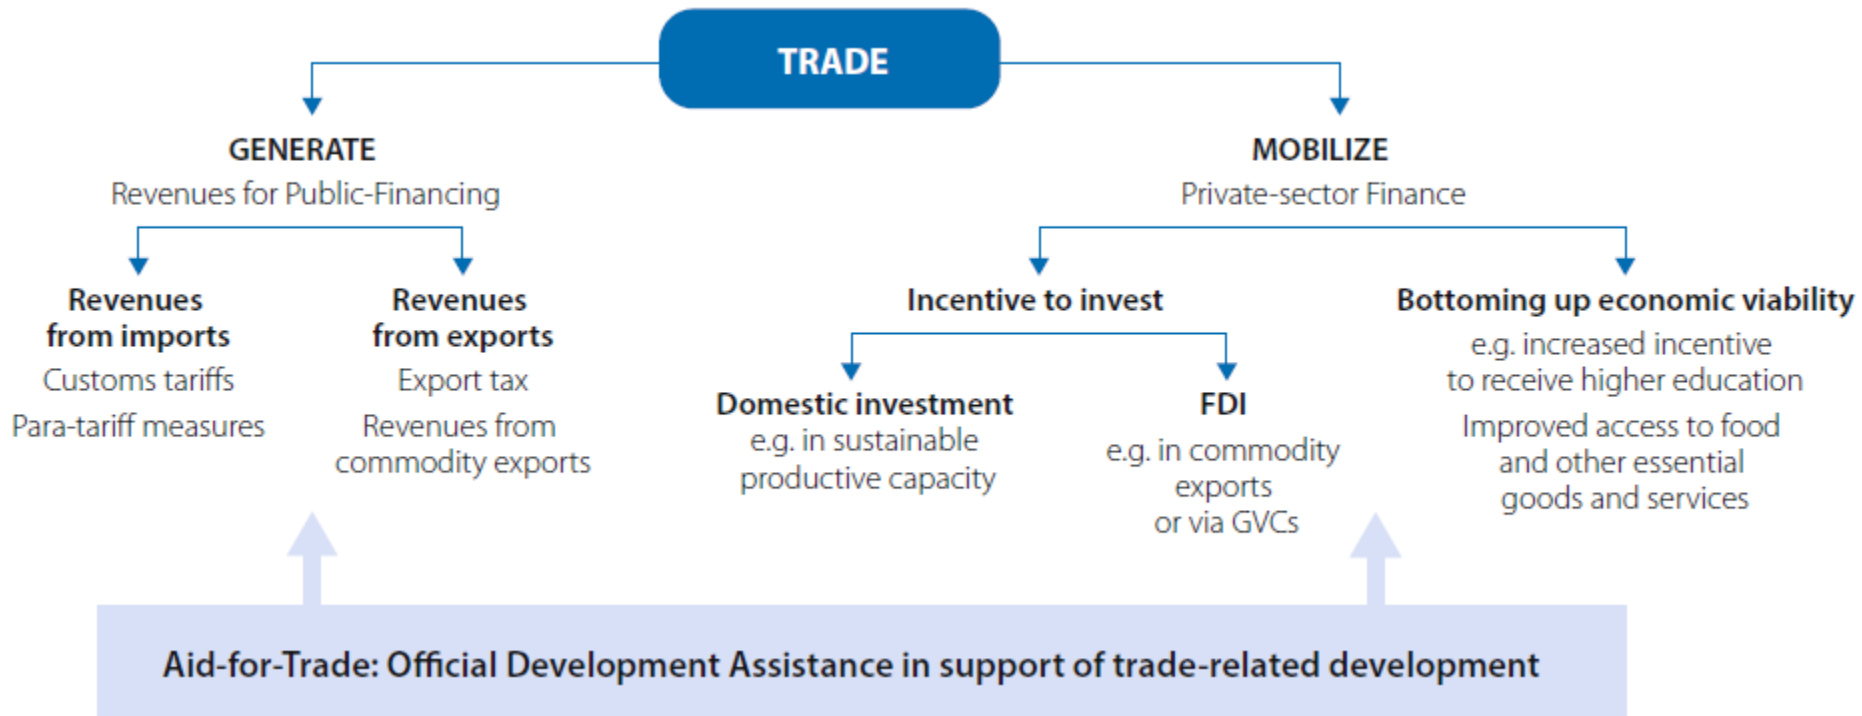 TRADE
GENERATE
Revenues for Public-Financing
MOBILIZE
Private-sector Finance
Revenues
from imports
Customs tariffs
Para-tariff measures
Revenues
from exports
Export tax
Revenues from
commodity exports
Incentive to invest
Domestic investment
e.g. in sustainable
productive capacity
FDI
e.g. in commodity
exports
or via GVCs
Bottoming up economic viability
e.g. increased incentive
to receive higher education
Improved access to food
and other essential
goods and services
Aid-for-Trade: Official Development Assistance in support of trade-related development